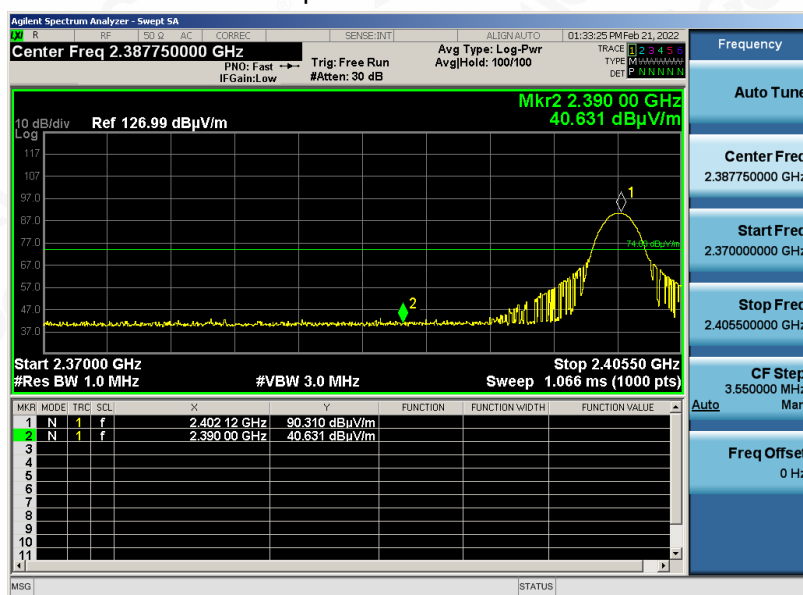 Agilent Spectrum Analyzer - Swept SA
LXI R RF 50 Ω AC CORREC SENSE:INT ALIGN AUTO 01:33:25 PM Feb 21, 2022
Center Freq 2.387750000 GHz
PNO: Fast
IFGain:Low
Trig: Free Run
#Atten: 30 dB
Avg Type: Log-Pwr
Avg|Hold: 100/100
TRACE 1 2 3 4 5 6
TYPE M WWWWW
DET P N N N N N
Mkr2 2.390 00 GHz
40.631 dBµV/m
10 dB/div Ref 126.99 dBµV/m
Log
117
107
97.0
87.0
77.0
67.0
57.0
47.0
37.0
1
74.00 dBµV/m
2
Start 2.37000 GHz Stop 2.40550 GHz
#Res BW 1.0 MHz #VBW 3.0 MHz Sweep 1.066 ms (1000 pts)
MKR MODE TRC SCL X Y FUNCTION FUNCTION WIDTH FUNCTION VALUE
1 N 1 f 2.402 12 GHz 90.310 dBµV/m
2 N 1 f 2.390 00 GHz 40.631 dBµV/m
3
4
5
6
7
8
9
10
11
MSG STATUS
Frequency
Auto Tune
Center Freq
2.387750000 GHz
Start Freq
2.370000000 GHz
Stop Freq
2.405500000 GHz
CF Step
3.550000 MHz
Auto Man
Freq Offset
0 Hz